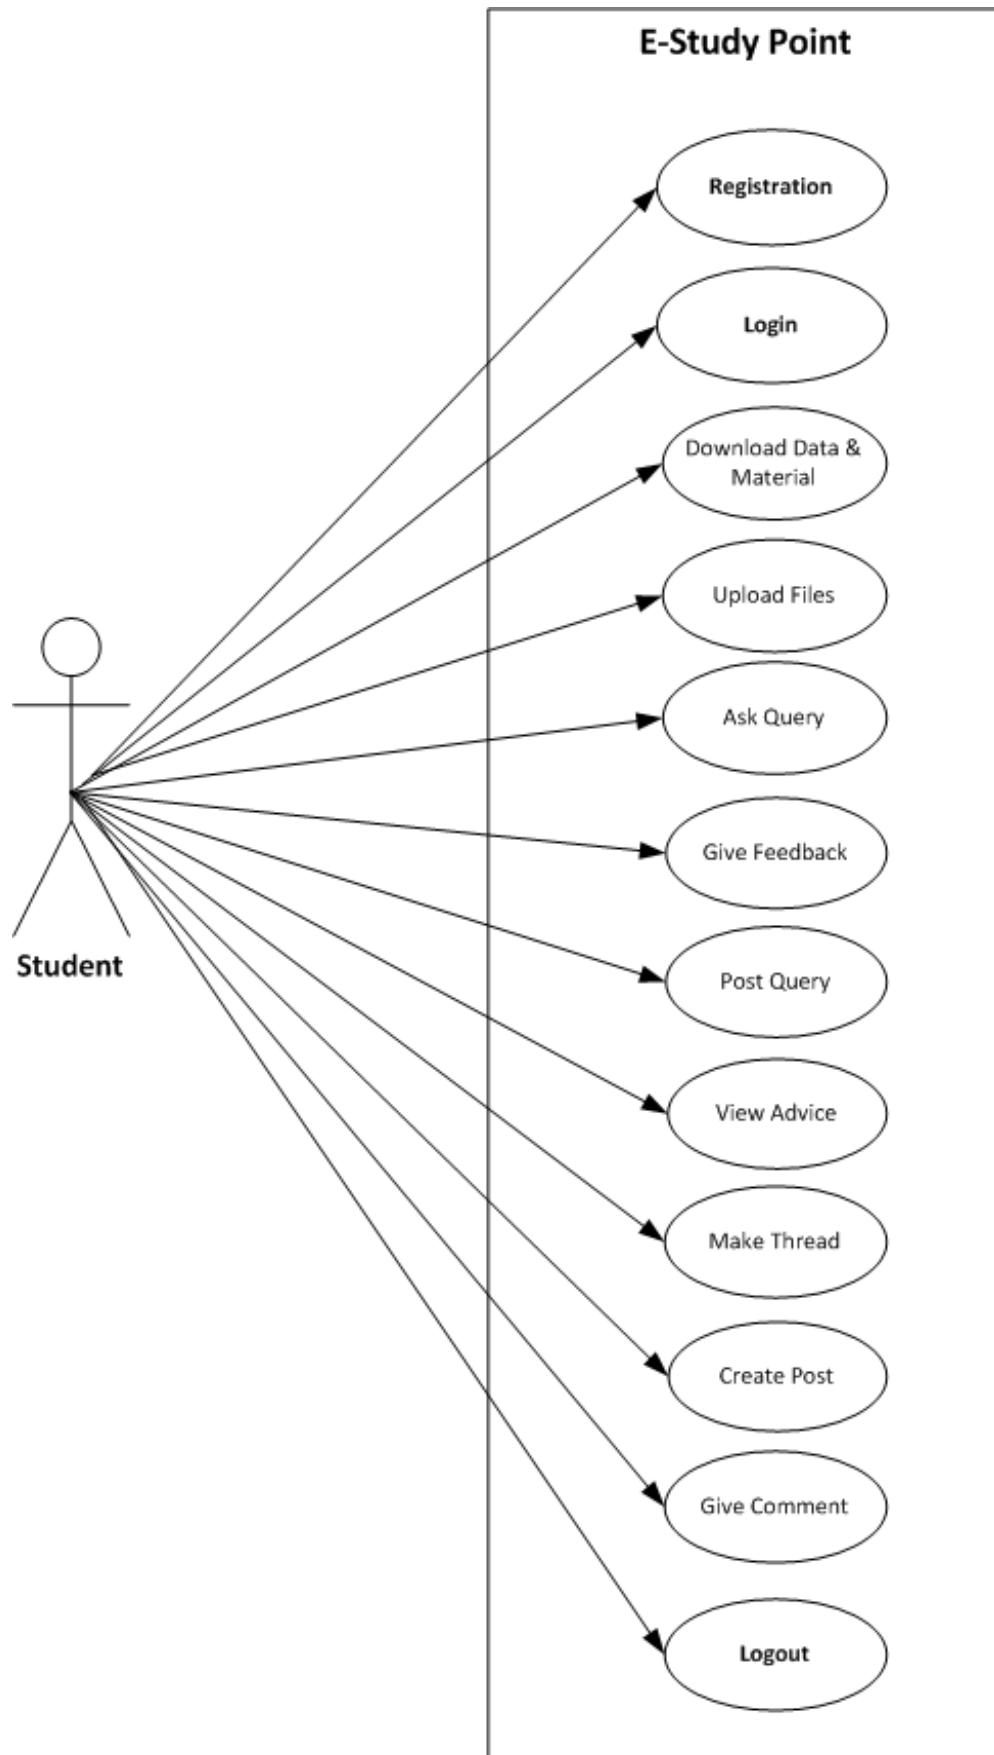 E-Study Point
Registration
Login
Download Data &
Material
Upload Files
Ask Query
Give Feedback
Student
Post Query
View Advice
Make Thread
Create Post
Give Comment
Logout